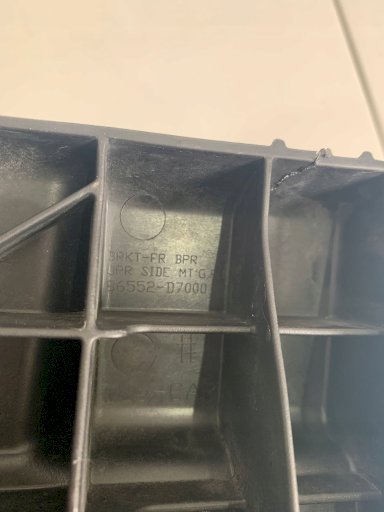 BRKT-FR BPR
UPR SIDE MT'G,
86552-D7000